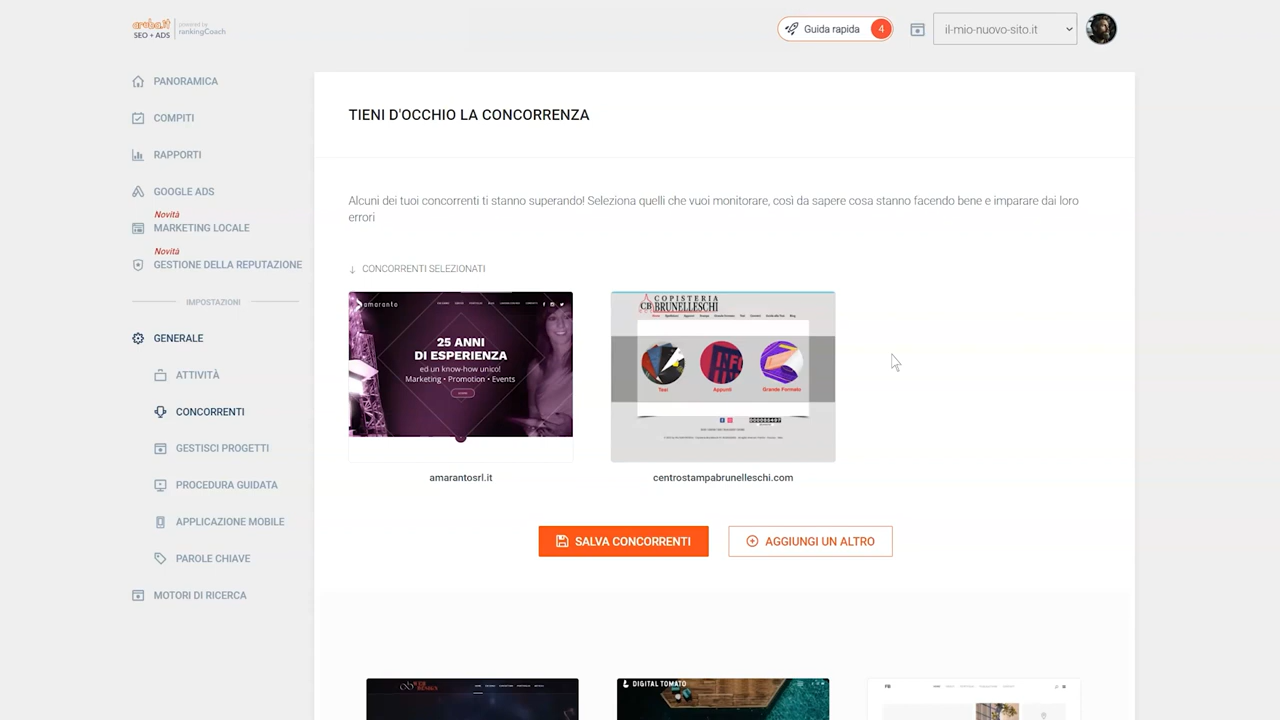 aruba.it
SEO + ADS
powered by
rankingCoach
Guida rapida
4
il-mio-nuovo-sito.it
PANORAMICA
COMPITI
RAPPORTI
GOOGLE ADS
Novità
MARKETING LOCALE
Novità
GESTIONE DELLA REPUTAZIONE
IMPOSTAZIONI
GENERALE
ATTIVITÀ
CONCORRENTI
GESTISCI PROGETTI
PROCEDURA GUIDATA
APPLICAZIONE MOBILE
PAROLE CHIAVE
MOTORI DI RICERCA
TIENI D'OCCHIO LA CONCORRENZA
Alcuni dei tuoi concorrenti ti stanno superando! Seleziona quelli che vuoi monitorare, così da sapere cosa stanno facendo bene e imparare dai loro
errori
CONCORRENTI SELEZIONATI
amaranto
25 ANNI
DI ESPERIENZA
ed un know-how unico!
Marketing • Promotion • Events
amarantosrl.it
COPISTERIA
CB BRUNELLESCHI
Tesi
Appunti
Grande Formato
centrostampabrunelleschi.com
SALVA CONCORRENTI
AGGIUNGI UN ALTRO
DIGITAL TOMATO